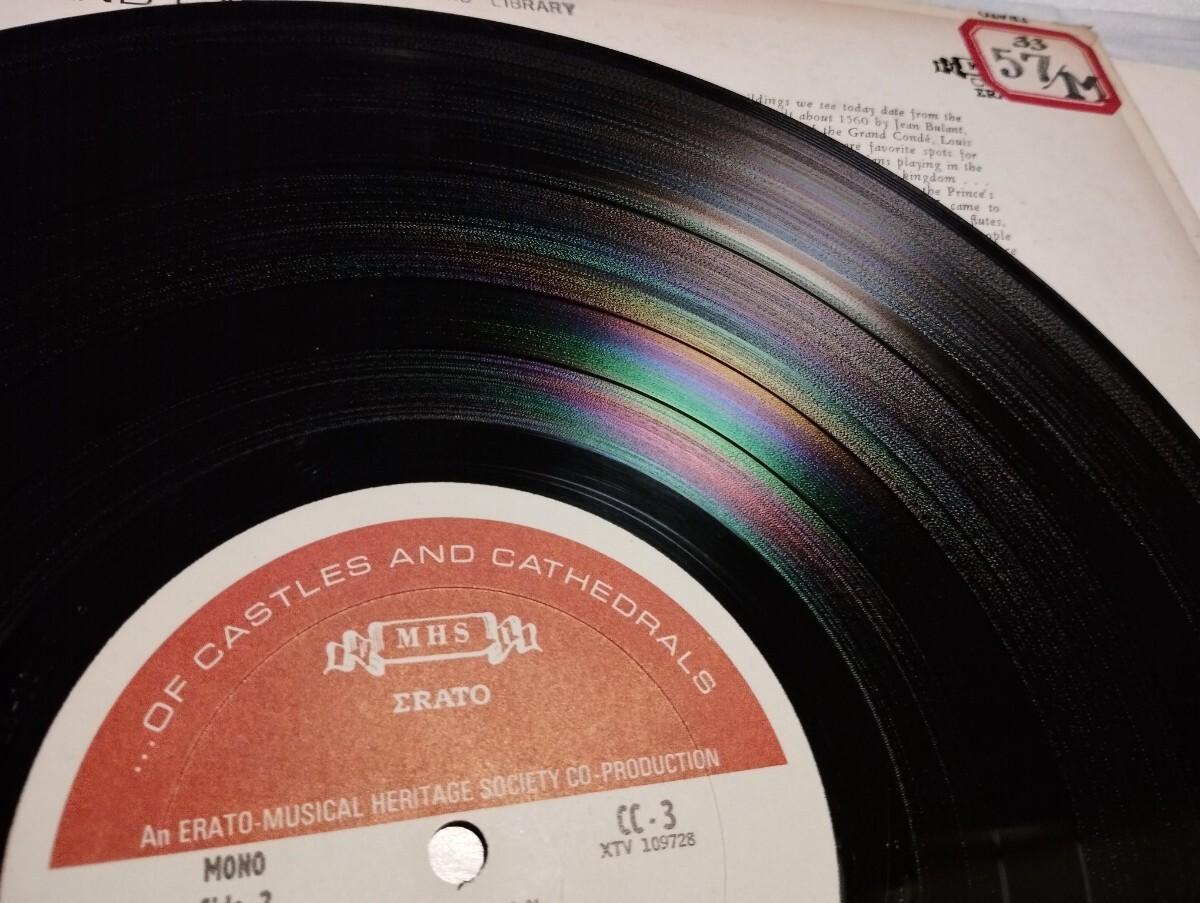 LIBRARY
33
57/M
ildings we see today date from the
about 1560 by Jean Bulant,
the Grand Condé, Louis
are favorite spots for
playing in the
kingdom . . .
the Prince's
came to
flutes,
...OF CASTLES AND CATHEDRALS
MHS
ΣRATO
An ERATO-MUSICAL HERITAGE SOCIETY CO-PRODUCTION
MONO
CC-3
XTV 109728